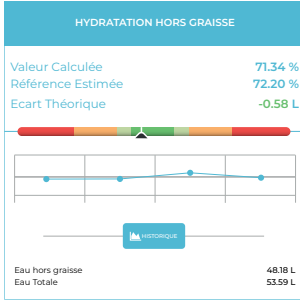 HYDRATATION HORS GRAISSE
Valeur Calculée 71.34 %
Référence Estimée 72.20 %
Ecart Théorique -0.58 L
HISTORIQUE
Eau hors graisse 48.18 L
Eau Totale 53.59 L